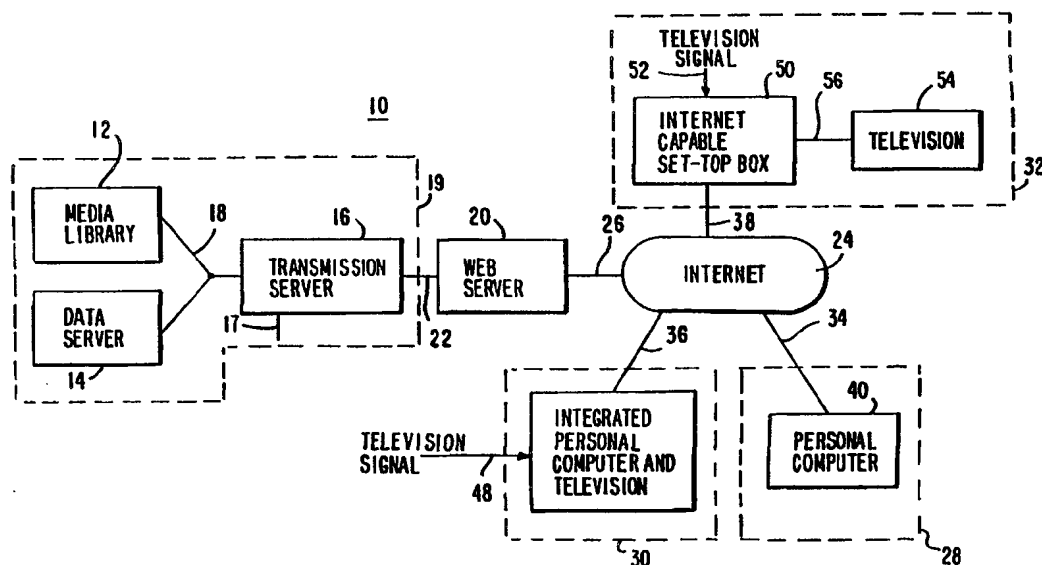 10
12
MEDIA
LIBRARY
18
DATA
SERVER
14
16
TRANSMISSION
SERVER
17
19
22
20
WEB
SERVER
26
TELEVISION
SIGNAL
52
50
INTERNET
CAPABLE
SET-TOP BOX
56
54
TELEVISION
32
38
INTERNET
24
36
34
TELEVISION
SIGNAL
48
INTEGRATED
PERSONAL
COMPUTER AND
TELEVISION
30
40
PERSONAL
COMPUTER
28